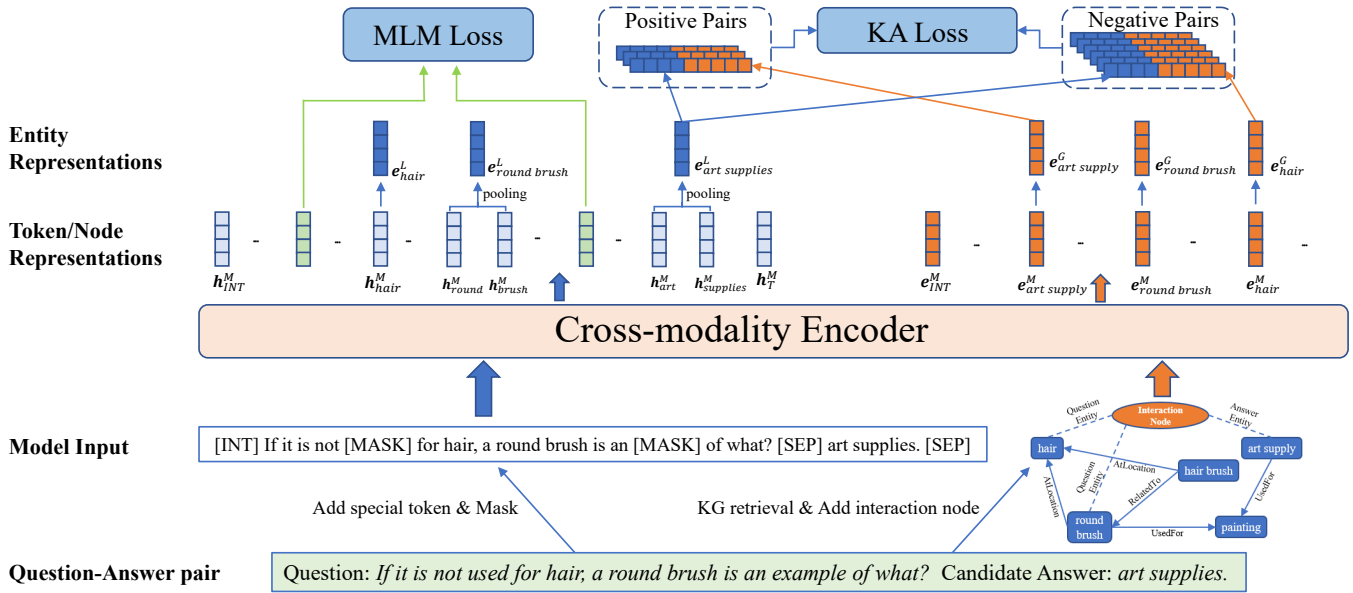 MLM Loss
Positive Pairs
KA Loss
Negative Pairs
Entity
Representations
e^L_hair
e^L_round brush
e^L_art supplies
e^G_art supply
e^G_round brush
e^G_hair
pooling
pooling
Token/Node
Representations
h^M_INT
h^M_hair
h^M_round
h^M_brush
h^M_art
h^M_supplies
h^M_T
e^M_INT
e^M_art supply
e^M_round brush
e^M_hair
Cross-modality Encoder
Model Input
[INT] If it is not [MASK] for hair, a round brush is an [MASK] of what? [SEP] art supplies. [SEP]
Question
Entity
Interaction
Node
Answer
Entity
hair
art supply
AtLocation
hair brush
Question
Entity
RelatedTo
UsedFor
AtLocation
round
brush
UsedFor
painting
Add special token & Mask
KG retrieval & Add interaction node
Question-Answer pair
Question: If it is not used for hair, a round brush is an example of what? Candidate Answer: art supplies.